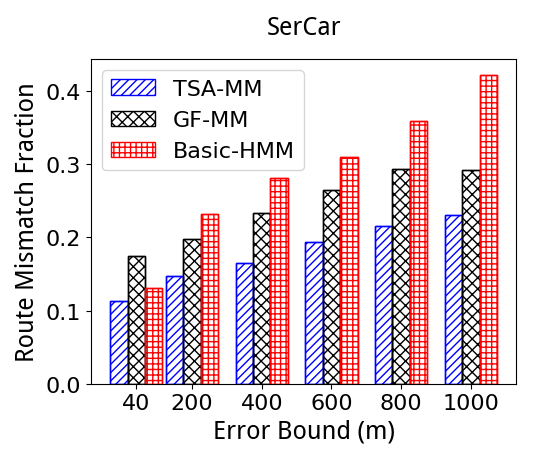 SerCar
TSA-MM
GF-MM
Basic-HMM
Route Mismatch Fraction
0.4
0.3
0.2
0.1
0.0
40 200 400 600 800 1000
Error Bound (m)